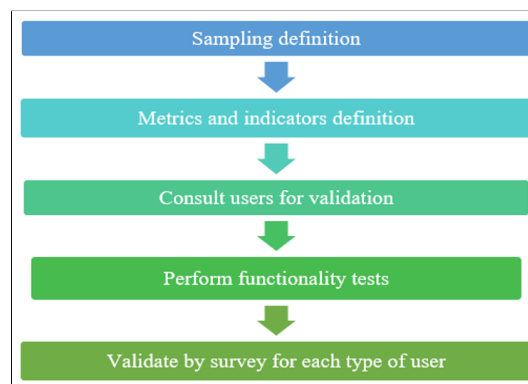 Sampling definition
Metrics and indicators definition
Consult users for validation
Perform functionality tests
Validate by survey for each type of user